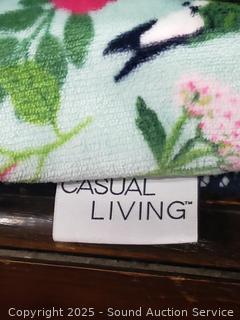 CASUAL
LIVING™
Copyright 2025 - Sound Auction Service